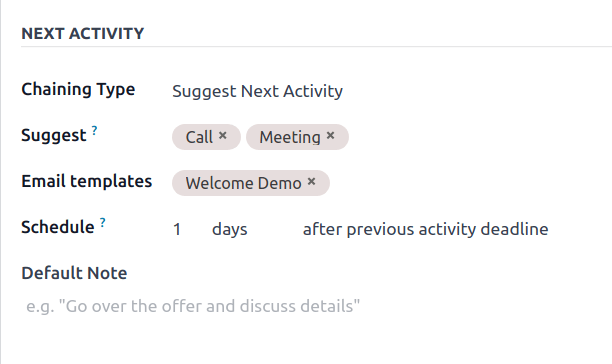 NEXT ACTIVITY
Chaining Type Suggest Next Activity
Suggest ? Call × Meeting ×
Email templates Welcome Demo ×
Schedule ? 1 days after previous activity deadline
Default Note
e.g. "Go over the offer and discuss details"